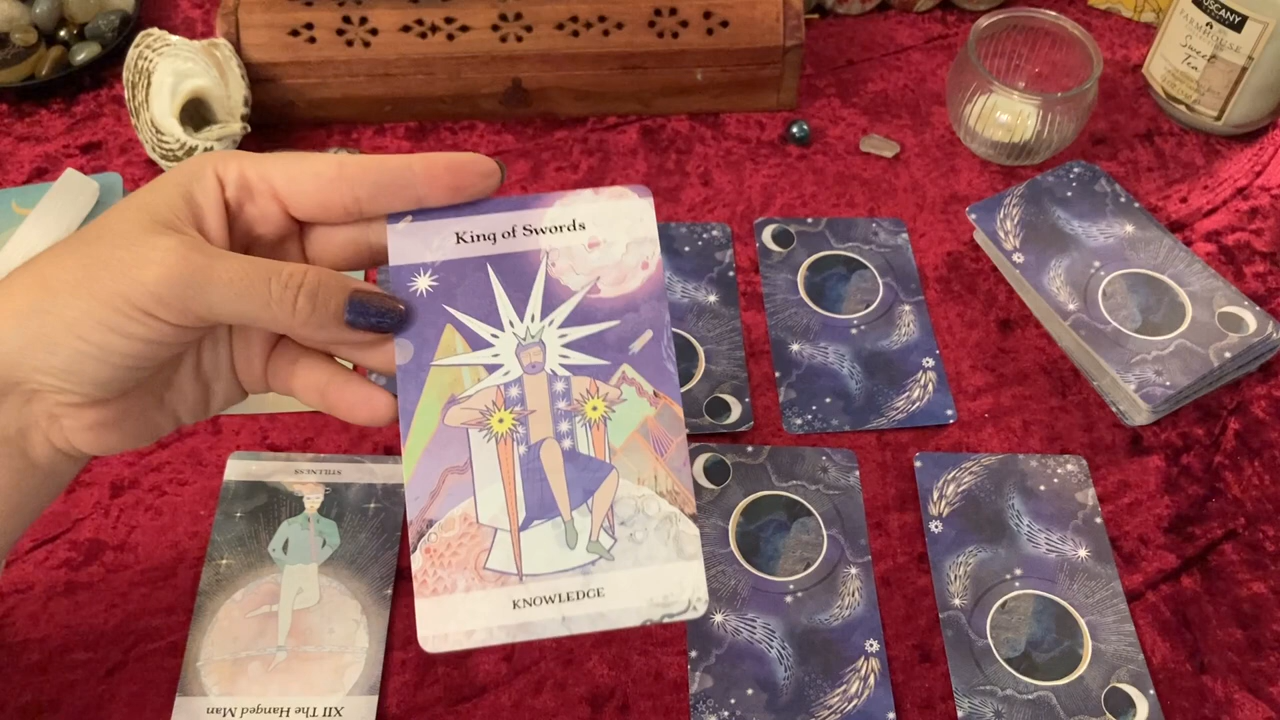 TUSCANY
FARMHOUSE
Sweet
Tea
King of Swords
KNOWLEDGE
STILLNESS
XII The Hanged Man